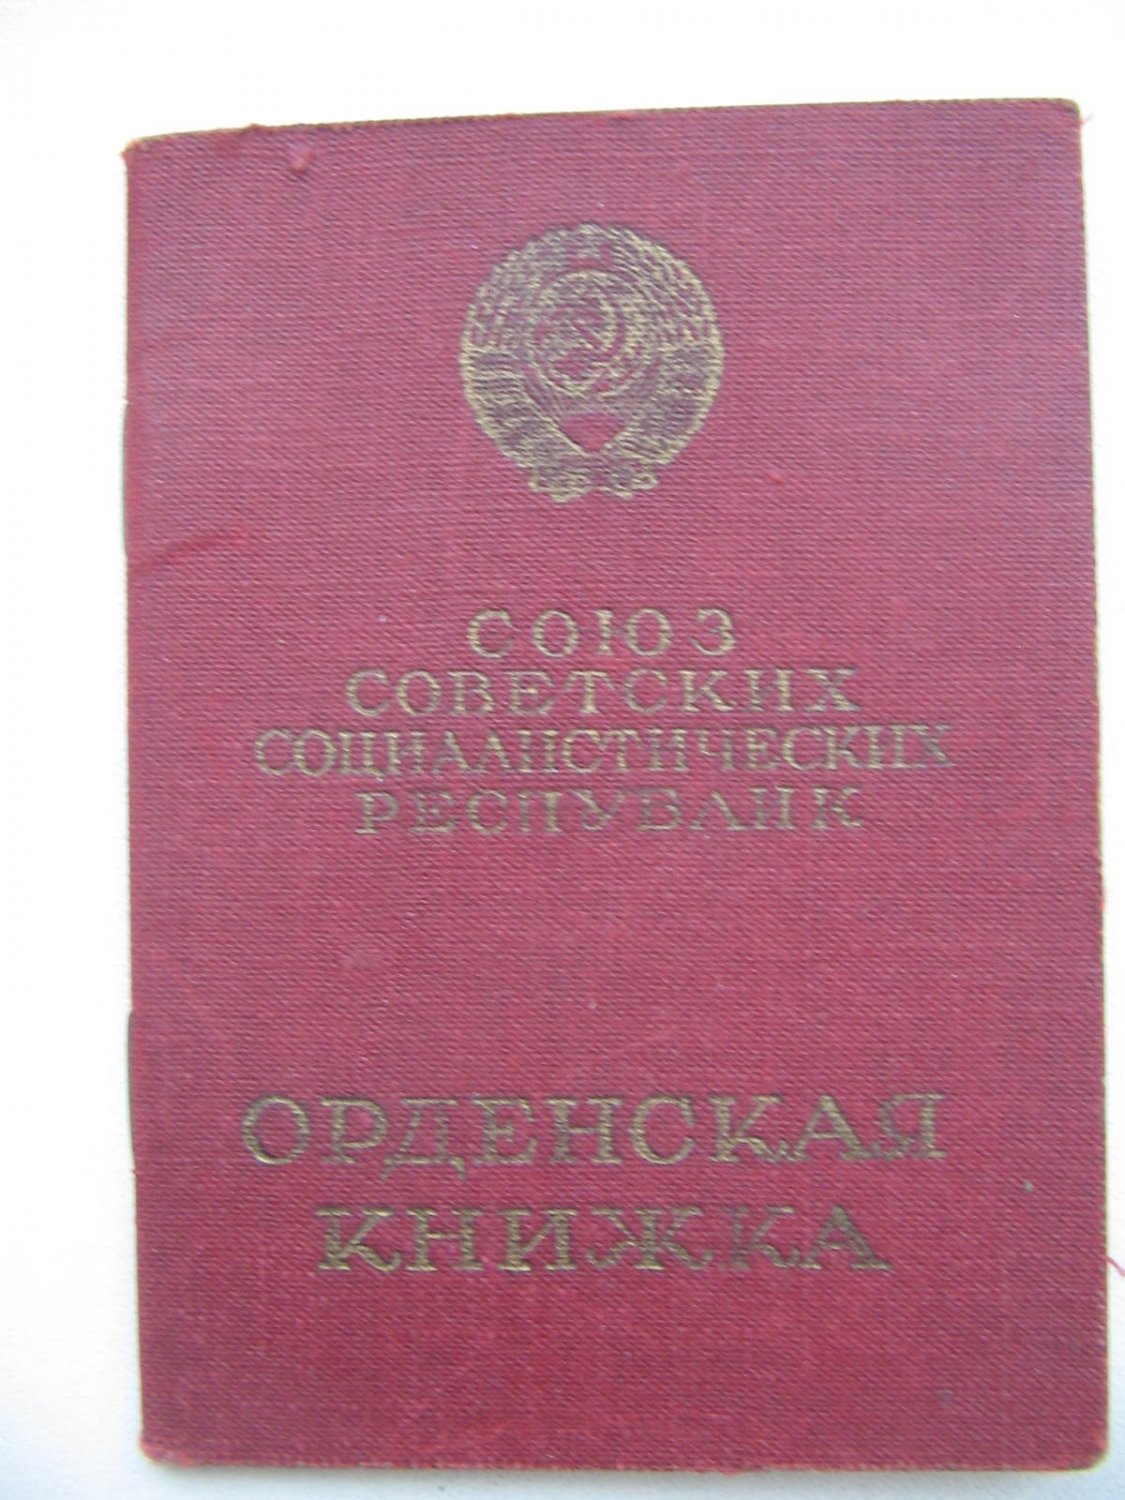 СОЮЗ
СОВЕТСКИХ
СОЦИАЛИСТИЧЕСКИХ
РЕСПУБЛИК
ОРДЕНСКАЯ
КНИЖКА